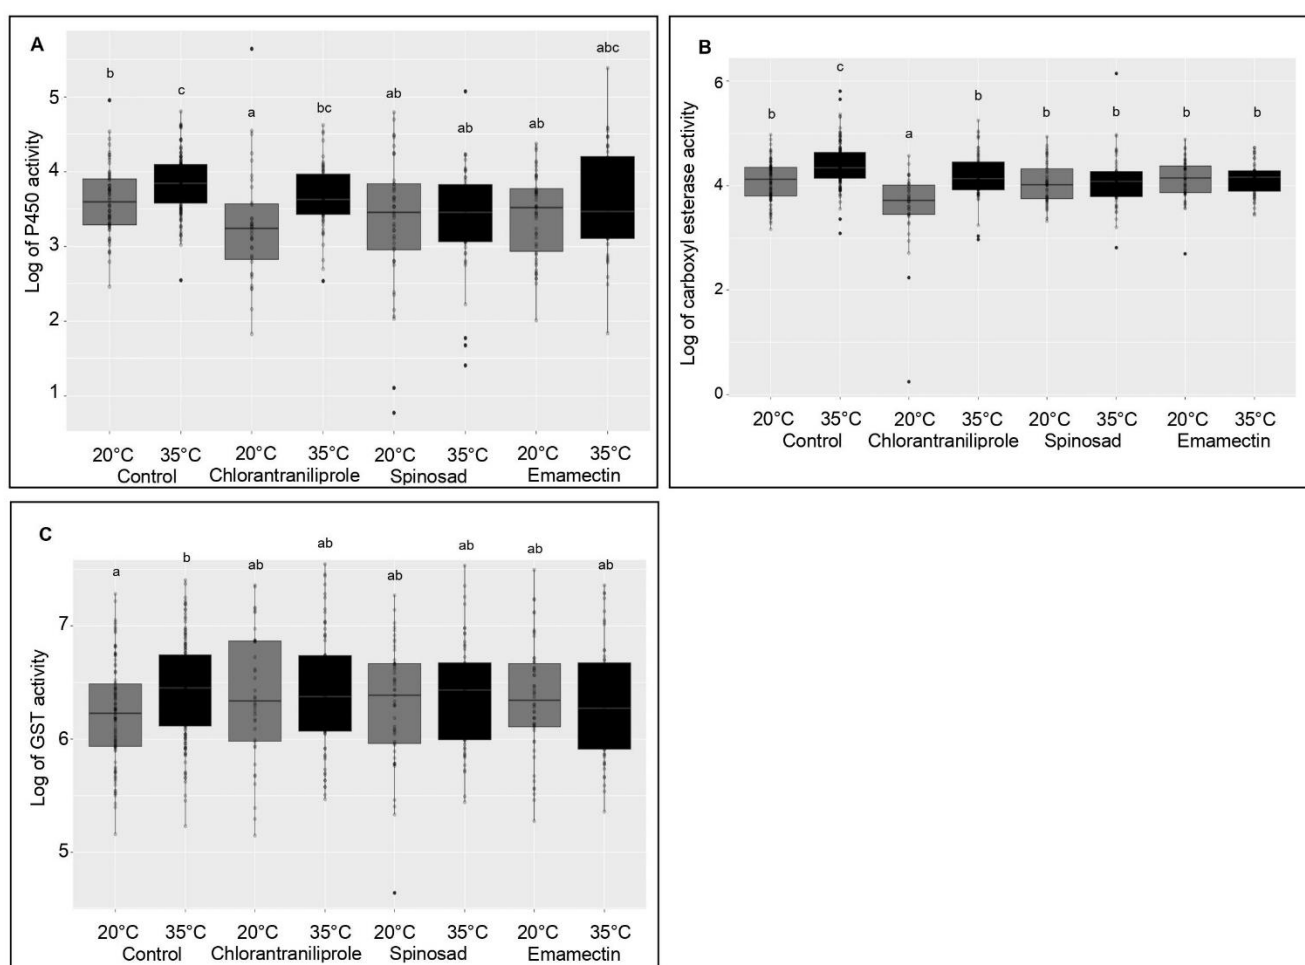 A
b
c
a
bc
ab
ab
ab
abc
Log of P450 activity
5
4
3
2
1
20°C 35°C 20°C 35°C 20°C 35°C 20°C 35°C
Control Chlorantraniliprole Spinosad Emamectin
B
b
c
a
b
b
b
b
b
Log of carboxyl esterase activity
6
4
2
0
20°C 35°C 20°C 35°C 20°C 35°C 20°C 35°C
Control Chlorantraniliprole Spinosad Emamectin
C
a
b
ab
ab
ab
ab
ab
ab
Log of GST activity
7
6
5
20°C 35°C 20°C 35°C 20°C 35°C 20°C 35°C
Control Chlorantraniliprole Spinosad Emamectin